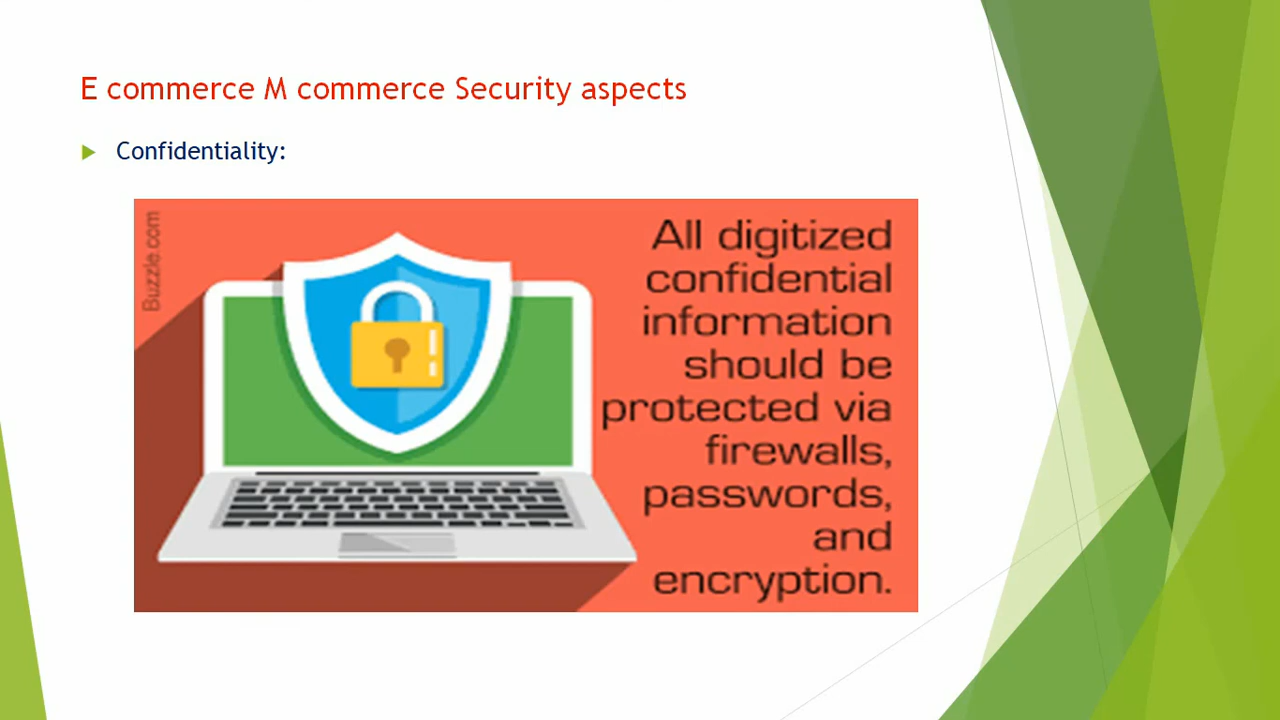 E commerce M commerce Security aspects
Confidentiality:
Buzzle.com
All digitized
confidential
information
should be
protected via
firewalls,
passwords,
and
encryption.